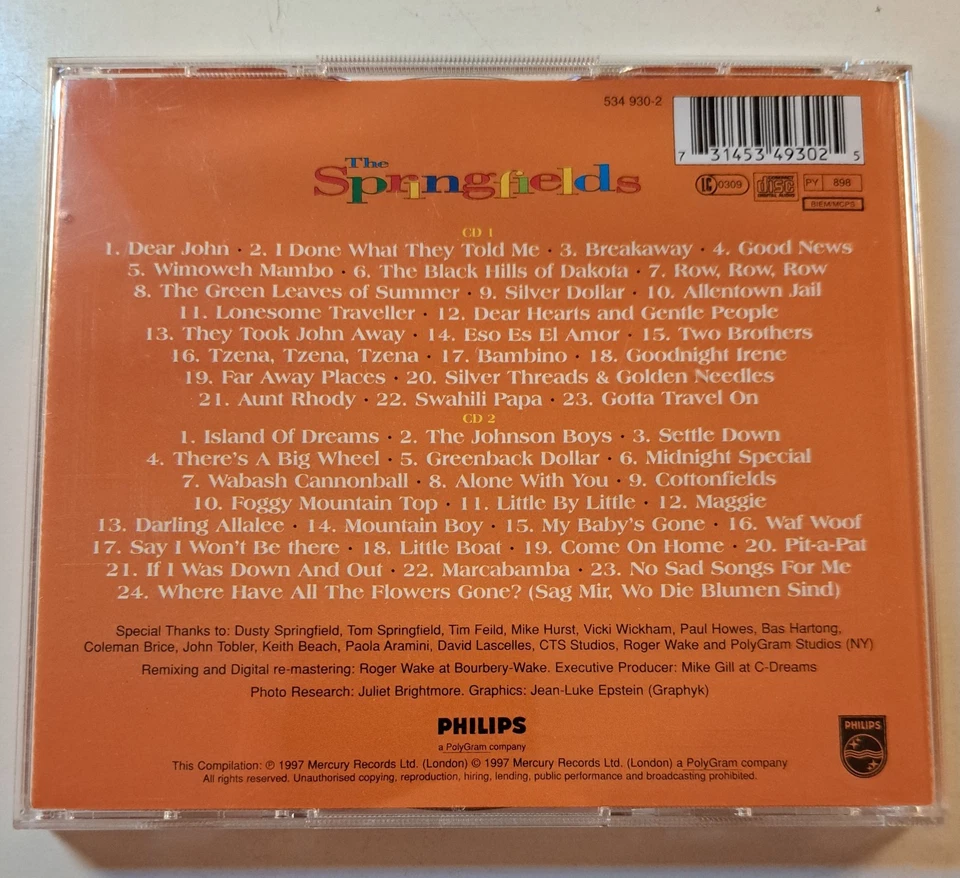 534 930-2
7 31453 49302 5
The
Springfields
LC 0309
COMPACT
disc
DIGITAL AUDIO
PY 898
BIEM/MCPS
CD 1
1. Dear John · 2. I Done What They Told Me · 3. Breakaway · 4. Good News
5. Wimoweh Mambo · 6. The Black Hills of Dakota · 7. Row, Row, Row
8. The Green Leaves of Summer · 9. Silver Dollar · 10. Allentown Jail
11. Lonesome Traveller · 12. Dear Hearts and Gentle People
13. They Took John Away · 14. Eso Es El Amor · 15. Two Brothers
16. Tzena, Tzena, Tzena · 17. Bambino · 18. Goodnight Irene
19. Far Away Places · 20. Silver Threads & Golden Needles
21. Aunt Rhody · 22. Swahili Papa · 23. Gotta Travel On
CD 2
1. Island Of Dreams · 2. The Johnson Boys · 3. Settle Down
4. There's A Big Wheel · 5. Greenback Dollar · 6. Midnight Special
7. Wabash Cannonball · 8. Alone With You · 9. Cottonfields
10. Foggy Mountain Top · 11. Little By Little · 12. Maggie
13. Darling Allalee · 14. Mountain Boy · 15. My Baby's Gone · 16. Waf Woof
17. Say I Won't Be there · 18. Little Boat · 19. Come On Home · 20. Pit-a-Pat
21. If I Was Down And Out · 22. Marcabamba · 23. No Sad Songs For Me
24. Where Have All The Flowers Gone? (Sag Mir, Wo Die Blumen Sind)
Special Thanks to: Dusty Springfield, Tom Springfield, Tim Feild, Mike Hurst, Vicki Wickham, Paul Howes, Bas Hartong,
Coleman Brice, John Tobler, Keith Beach, Paola Aramini, David Lascelles, CTS Studios, Roger Wake and PolyGram Studios (NY)
Remixing and Digital re-mastering: Roger Wake at Bourbery-Wake. Executive Producer: Mike Gill at C-Dreams
Photo Research: Juliet Brightmore. Graphics: Jean-Luke Epstein (Graphyk)
PHILIPS
a PolyGram company
PHILIPS
This Compilation: ℗ 1997 Mercury Records Ltd. (London) © 1997 Mercury Records Ltd. (London) a PolyGram company
All rights reserved. Unauthorised copying, reproduction, hiring, lending, public performance and broadcasting prohibited.